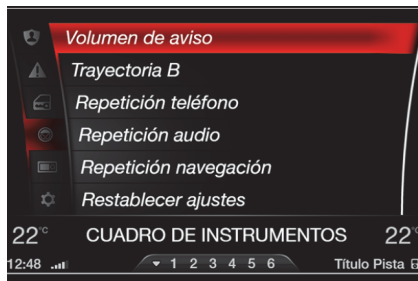 Volumen de aviso
Trayectoria B
Repetición teléfono
Repetición audio
Repetición navegación
Restablecer ajustes
22°C CUADRO DE INSTRUMENTOS 22°C
12:48 1 2 3 4 5 6 Título Pista